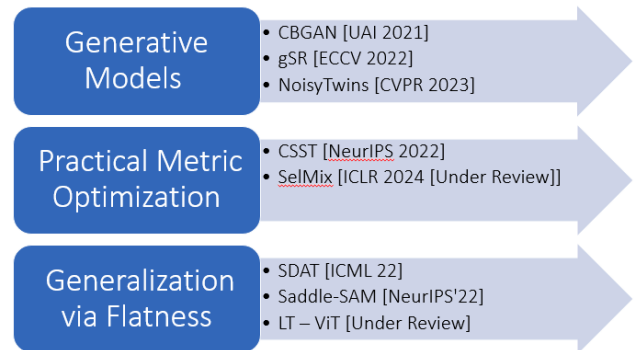 Generative
Models
• CBGAN [UAI 2021]
• gSR [ECCV 2022]
• NoisyTwins [CVPR 2023]
Practical Metric
Optimization
• CSST [NeurIPS 2022]
• SelMix [ICLR 2024 [Under Review]]
Generalization
via Flatness
• SDAT [ICML 22]
• Saddle-SAM [NeurIPS'22]
• LT – ViT [Under Review]